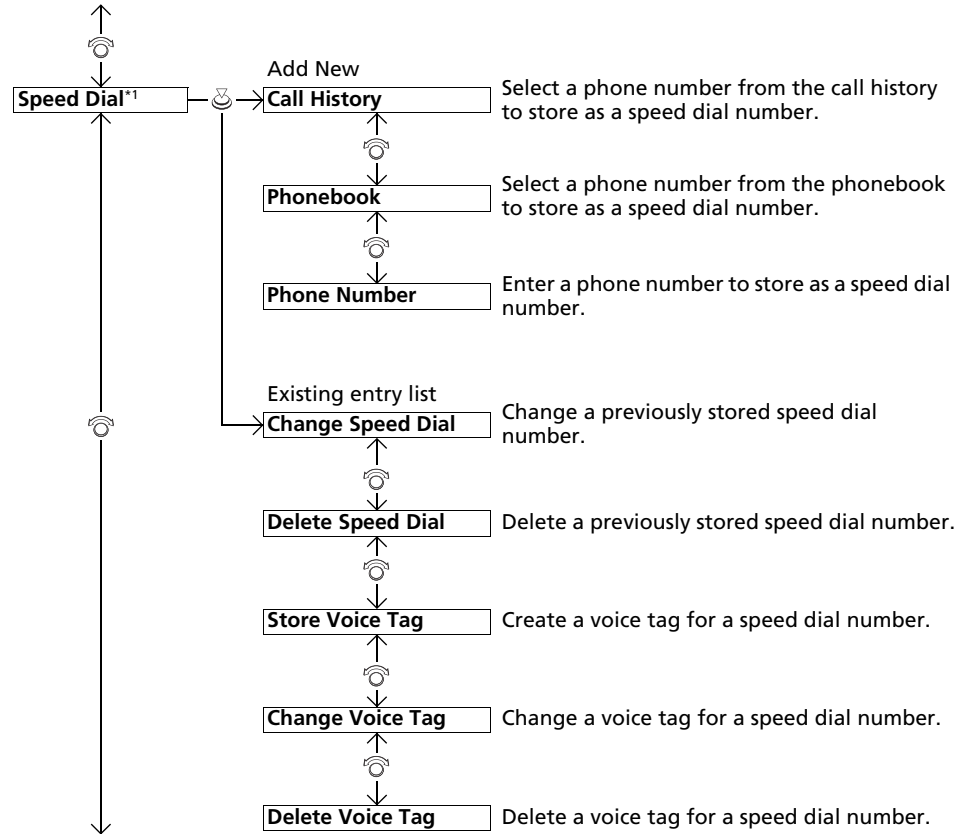 Speed Dial*1
Add New
Call History
Select a phone number from the call history
to store as a speed dial number.
Phonebook
Select a phone number from the phonebook
to store as a speed dial number.
Phone Number
Enter a phone number to store as a speed dial
number.
Existing entry list
Change Speed Dial
Change a previously stored speed dial
number.
Delete Speed Dial
Delete a previously stored speed dial number.
Store Voice Tag
Create a voice tag for a speed dial number.
Change Voice Tag
Change a voice tag for a speed dial number.
Delete Voice Tag
Delete a voice tag for a speed dial number.